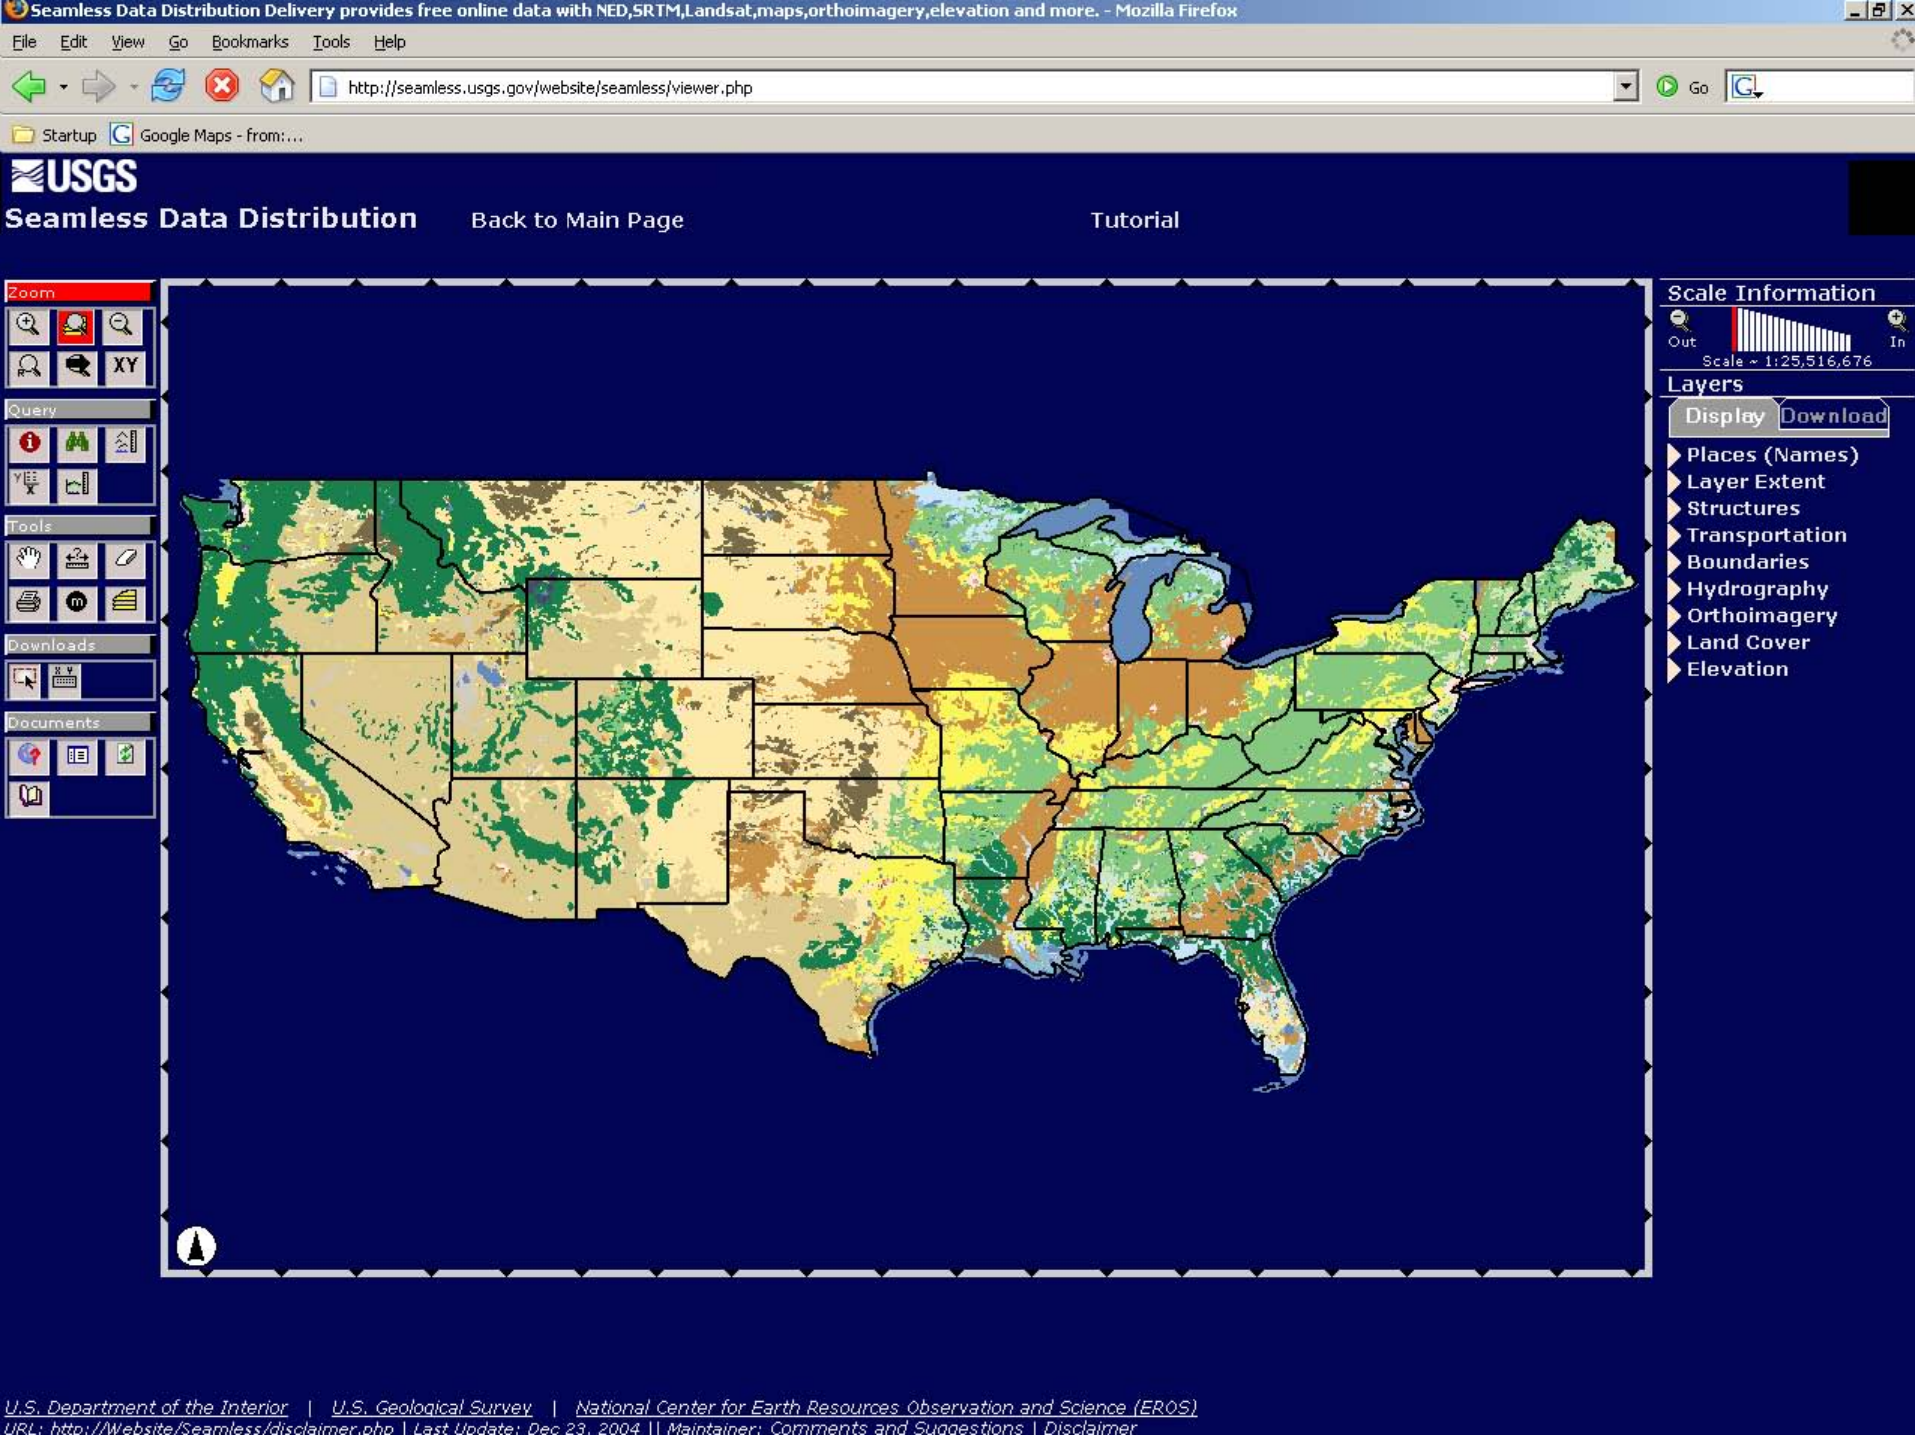 Seamless Data Distribution Delivery provides free online data with NED,SRTM,Landsat,maps,orthoimagery,elevation and more. - Mozilla Firefox
File Edit View Go Bookmarks Tools Help
http://seamless.usgs.gov/website/seamless/viewer.php
Go
G
Startup G Google Maps - from:...
USGS
Seamless Data Distribution Back to Main Page Tutorial
Zoom
XY
Query
Tools
m
Downloads
Documents
Scale Information
Out In
Scale ~ 1:25,516,676
Layers
Display Download
Places (Names)
Layer Extent
Structures
Transportation
Boundaries
Hydrography
Orthoimagery
Land Cover
Elevation
U.S. Department of the Interior | U.S. Geological Survey | National Center for Earth Resources Observation and Science (EROS)
URL: http://Website/Seamless/disclaimer.php | Last Update: Dec 23, 2004 || Maintainer: Comments and Suggestions | Disclaimer